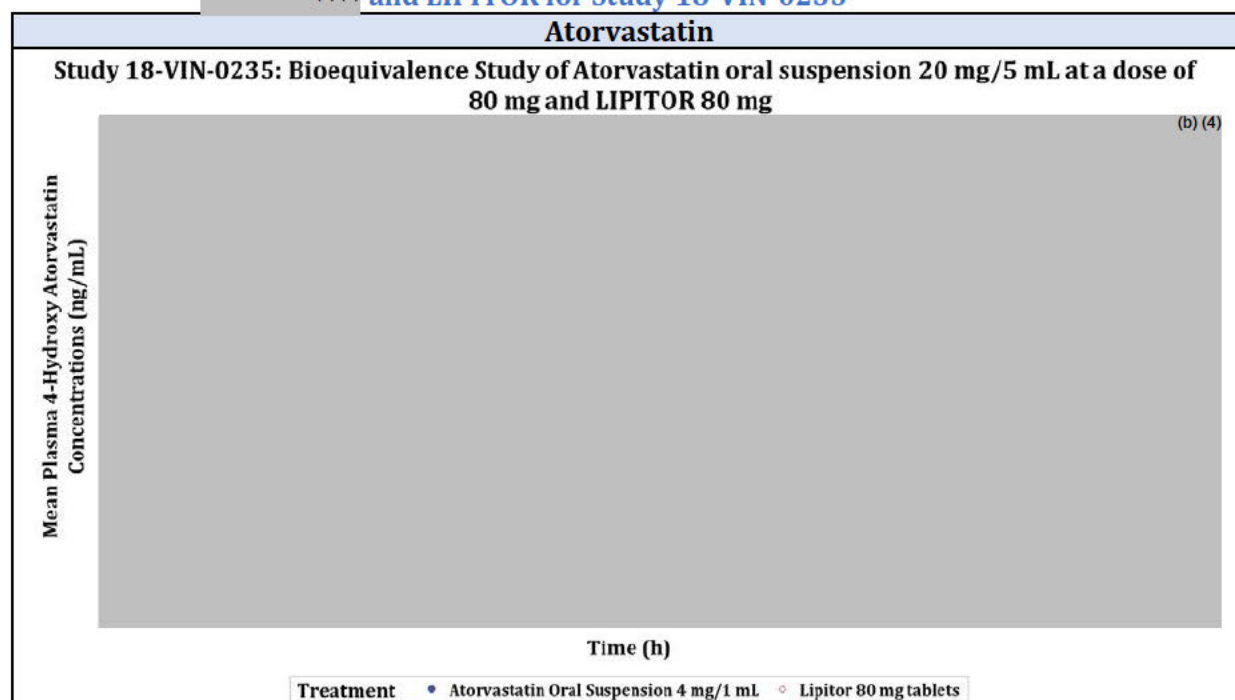 and LIPITOR for Study 18-VIN-0235
Atorvastatin
Study 18-VIN-0235: Bioequivalence Study of Atorvastatin oral suspension 20 mg/5 mL at a dose of
80 mg and LIPITOR 80 mg
(b) (4)
Mean Plasma 4-Hydroxy Atorvastatin
Concentrations (ng/mL)
Time (h)
Treatment • Atorvastatin Oral Suspension 4 mg/1 mL ◦ Lipitor 80 mg tablets